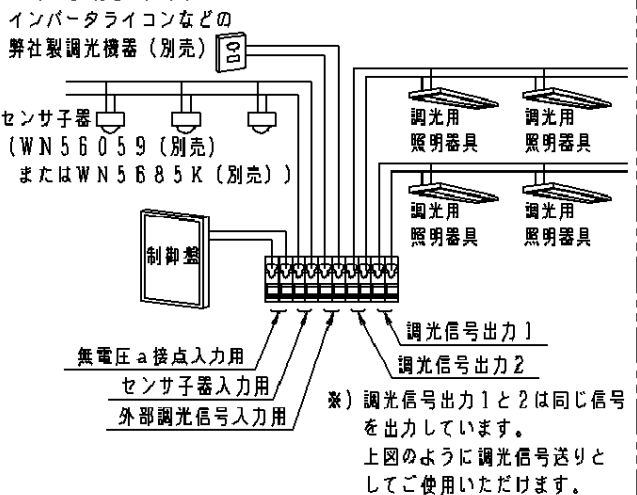 インバータライコンなどの
弊社製調光機器（別売）
センサ子器
（ＷＮ５６０５９（別売）
またはＷＮ５６８５Ｋ（別売））
調光用
照明器具
調光用
照明器具
調光用
照明器具
調光用
照明器具
制御盤
無電圧ａ接点入力用
センサ子器入力用
外部調光信号入力用
調光信号出力１
調光信号出力２
※）調光信号出力１と２は同じ信号
を出力しています。
上図のように調光信号送りと
してご使用いただけます。